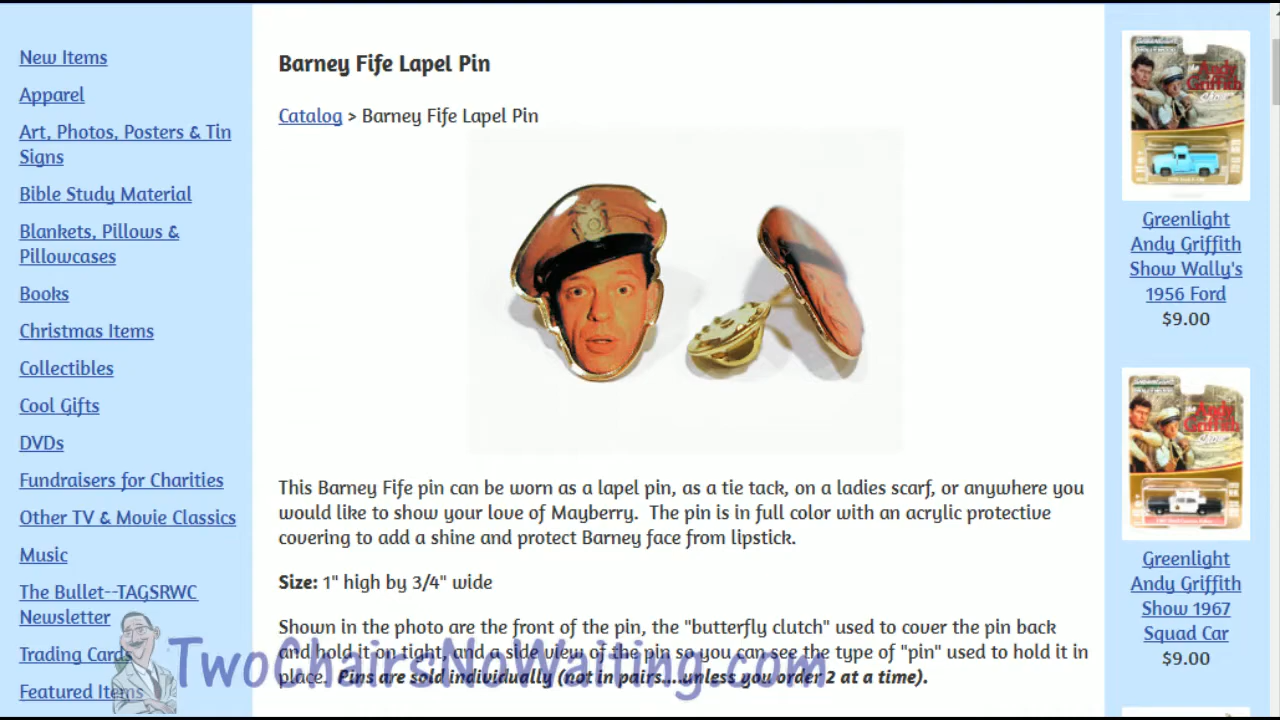 New Items
Apparel
Art, Photos, Posters & Tin
Signs
Bible Study Material
Blankets, Pillows &
Pillowcases
Books
Christmas Items
Collectibles
Cool Gifts
DVDs
Fundraisers for Charities
Other TV & Movie Classics
Music
The Bullet--TAGSRWC
Newsletter
Trading Cards
Featured Items
Barney Fife Lapel Pin
Catalog > Barney Fife Lapel Pin
This Barney Fife pin can be worn as a lapel pin, as a tie tack, on a ladies scarf, or anywhere you
would like to show your love of Mayberry. The pin is in full color with an acrylic protective
covering to add a shine and protect Barney face from lipstick.
Size: 1" high by 3/4" wide
Shown in the photo are the front of the pin, the "butterfly clutch" used to cover the pin back
and hold it on tight, and a side view of the pin so you can see the type of "pin" used to hold it in
place. Pins are sold individually (not in pairs....unless you order 2 at a time).
TwoChairsNoWaiting.com
Andy
Griffith
Show
Greenlight
Andy Griffith
Show Wally's
1956 Ford
$9.00
Andy
Griffith
Show
Greenlight
Andy Griffith
Show 1967
Squad Car
$9.00